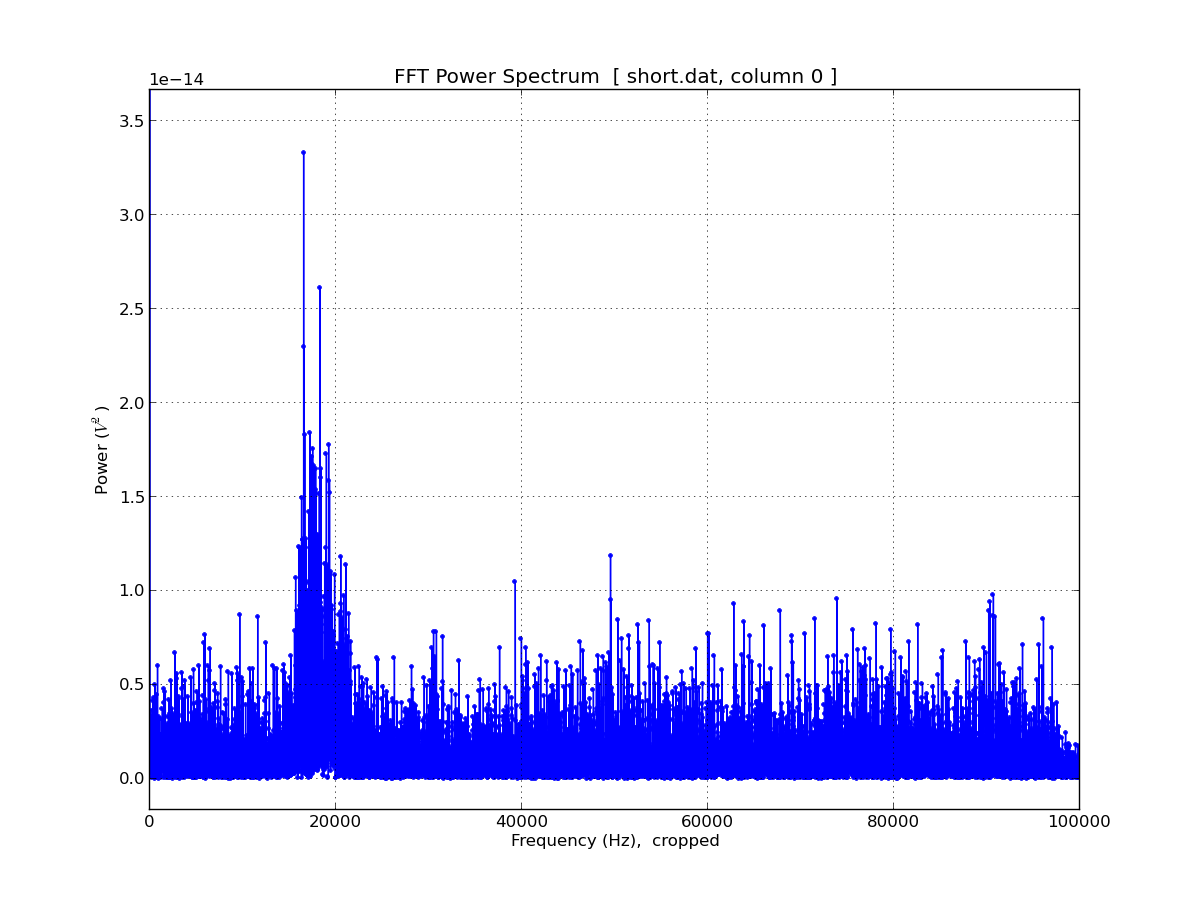 FFT Power Spectrum [ short.dat, column 0 ]
1e−14
3.5
3.0
2.5
2.0
1.5
1.0
0.5
0.0
Power (V² )
0 20000 40000 60000 80000 100000
Frequency (Hz), cropped